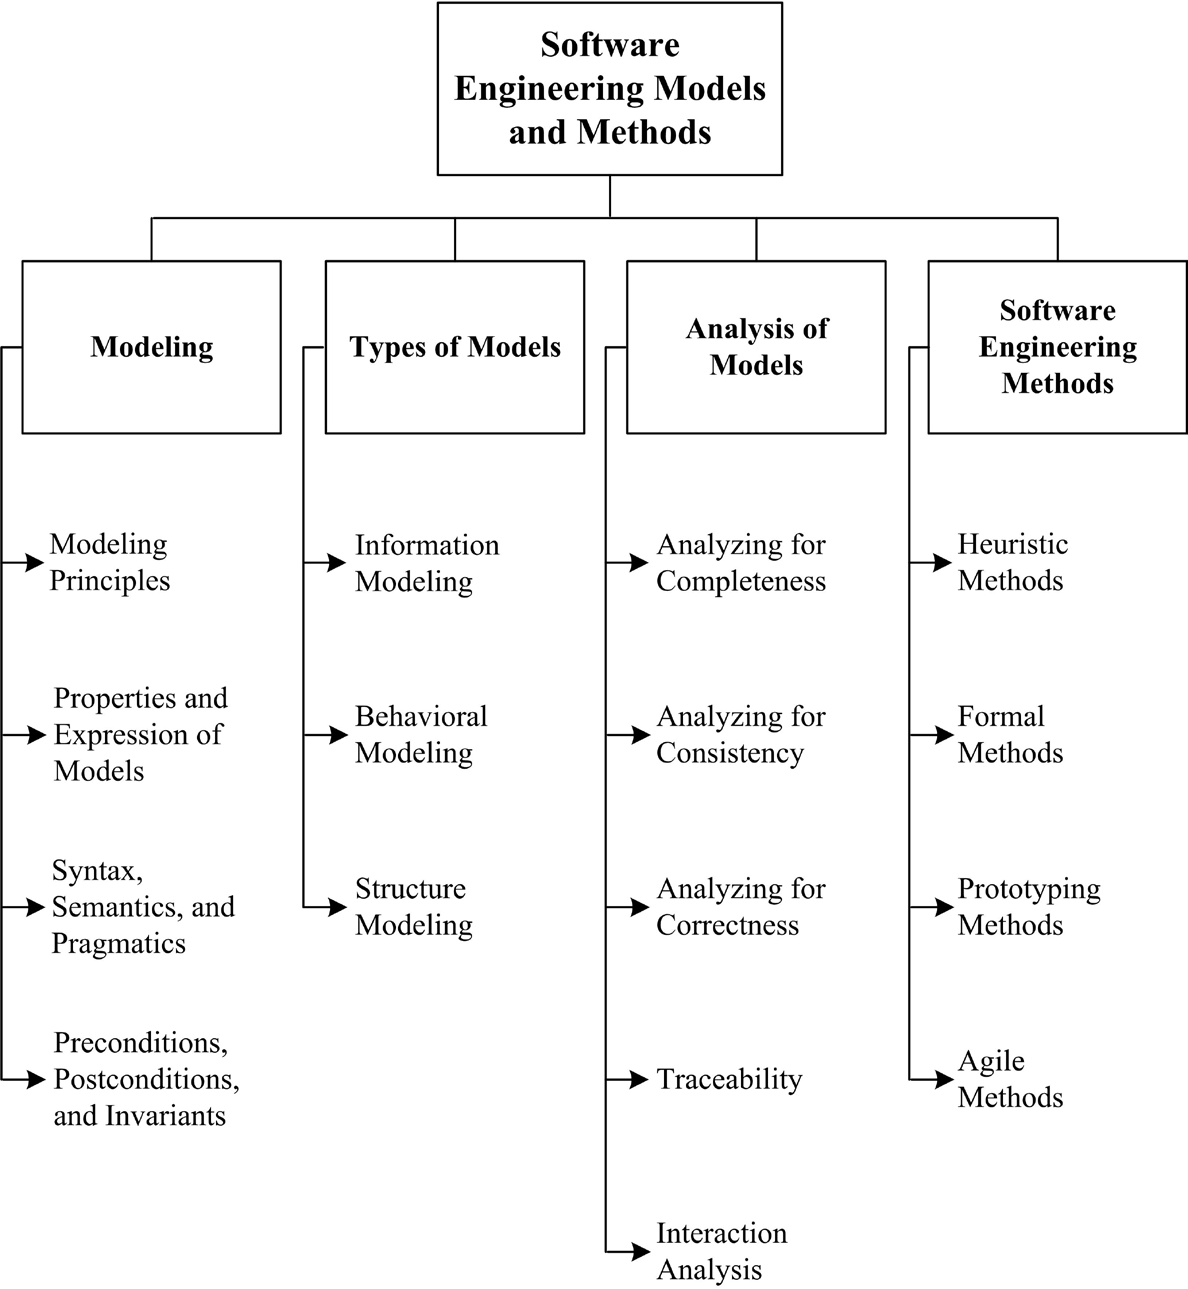 Software
Engineering Models
and Methods
Modeling
Types of Models
Analysis of
Models
Software
Engineering
Methods
Modeling
Principles
Properties and
Expression of
Models
Syntax,
Semantics, and
Pragmatics
Preconditions,
Postconditions,
and Invariants
Information
Modeling
Behavioral
Modeling
Structure
Modeling
Analyzing for
Completeness
Analyzing for
Consistency
Analyzing for
Correctness
Traceability
Interaction
Analysis
Heuristic
Methods
Formal
Methods
Prototyping
Methods
Agile
Methods